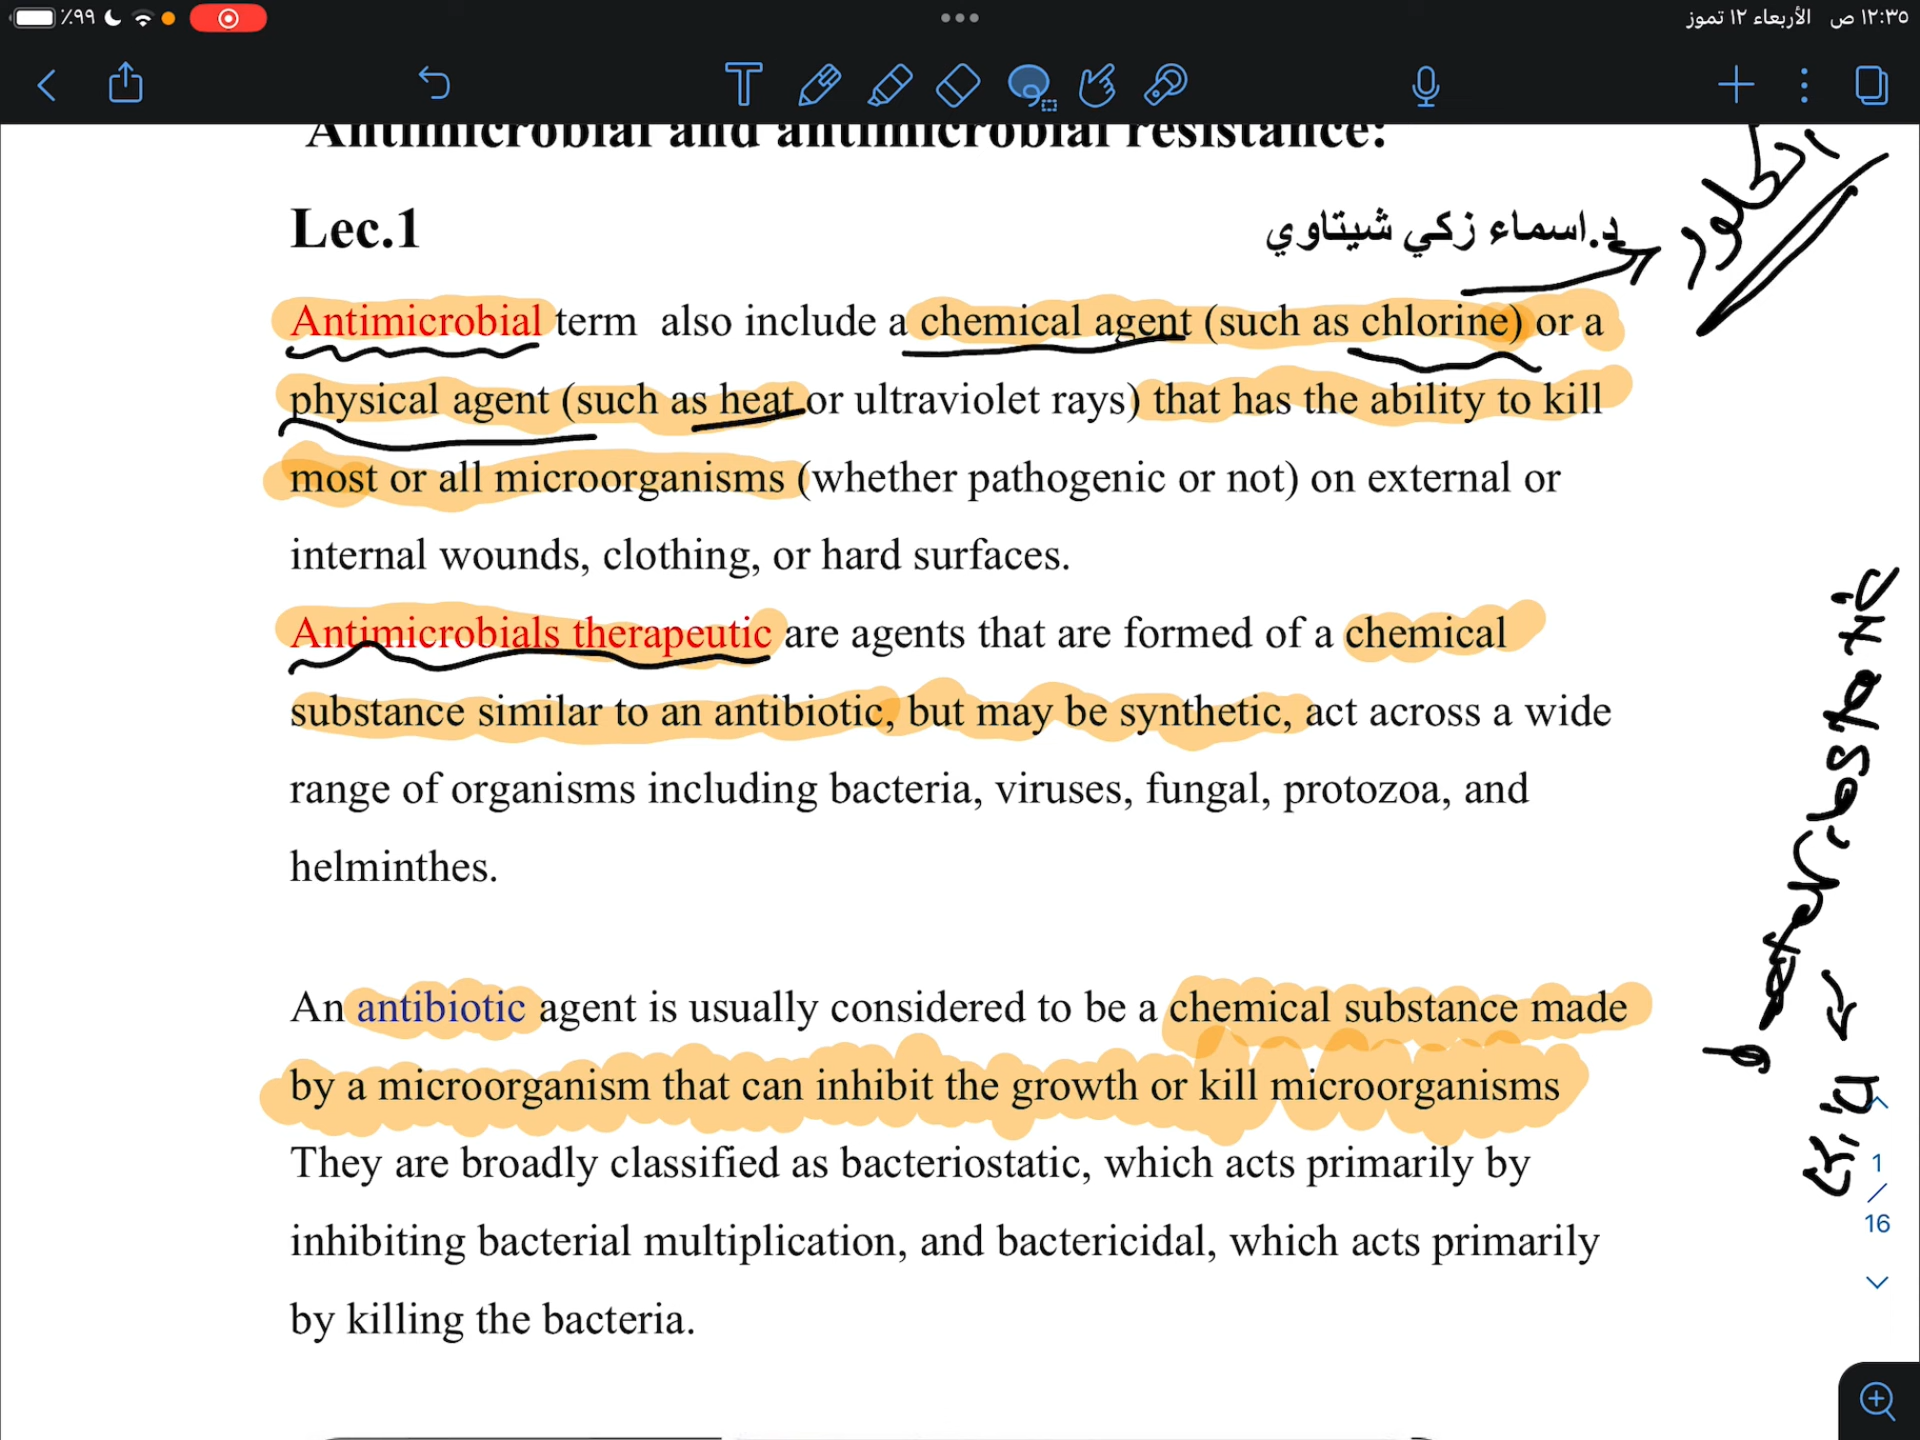 ٪٩٩
١٢:٣٥ ص الأربعاء ١٢ تموز
Antimicrobial and antimicrobial resistance:
الكلور
Lec.1
د.اسماء زكي شيتاوي
Antimicrobial term also include a chemical agent (such as chlorine) or a
physical agent (such as heat or ultraviolet rays) that has the ability to kill
most or all microorganisms (whether pathogenic or not) on external or
internal wounds, clothing, or hard surfaces.
Antimicrobials therapeutic are agents that are formed of a chemical
substance similar to an antibiotic, but may be synthetic, act across a wide
range of organisms including bacteria, viruses, fungal, protozoa, and
helminthes.
An antibiotic agent is usually considered to be a chemical substance made
by a microorganism that can inhibit the growth or kill microorganisms
They are broadly classified as bacteriostatic, which acts primarily by
inhibiting bacterial multiplication, and bactericidal, which acts primarily
by killing the bacteria.
1
/
16